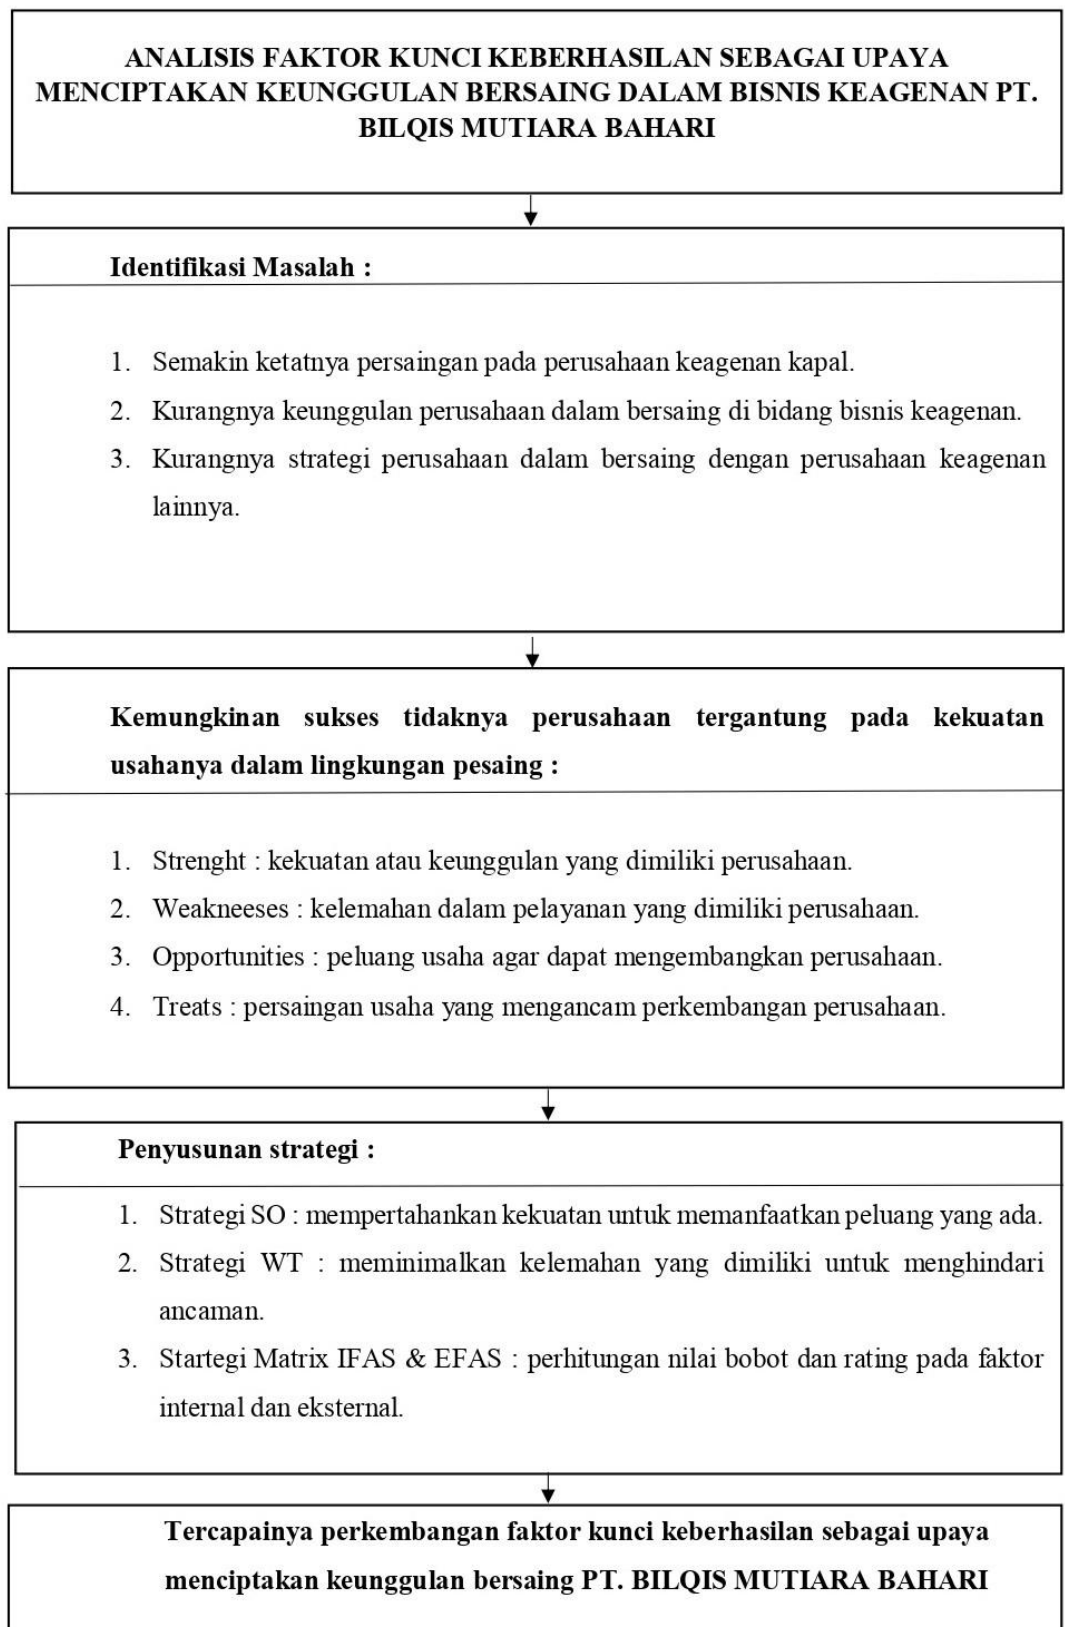 ANALISIS FAKTOR KUNCI KEBERHASILAN SEBAGAI UPAYA
MENCIPTAKAN KEUNGGULAN BERSAING DALAM BISNIS KEAGENAN PT.
BILQIS MUTIARA BAHARI
Identifikasi Masalah :
1. Semakin ketatnya persaingan pada perusahaan keagenan kapal.
2. Kurangnya keunggulan perusahaan dalam bersaing di bidang bisnis keagenan.
3. Kurangnya strategi perusahaan dalam bersaing dengan perusahaan keagenan
lainnya.
Kemungkinan sukses tidaknya perusahaan tergantung pada kekuatan
usahanya dalam lingkungan pesaing :
1. Strenght : kekuatan atau keunggulan yang dimiliki perusahaan.
2. Weakneeses : kelemahan dalam pelayanan yang dimiliki perusahaan.
3. Opportunities : peluang usaha agar dapat mengembangkan perusahaan.
4. Treats : persaingan usaha yang mengancam perkembangan perusahaan.
Penyusunan strategi :
1. Strategi SO : mempertahankan kekuatan untuk memanfaatkan peluang yang ada.
2. Strategi WT : meminimalkan kelemahan yang dimiliki untuk menghindari
ancaman.
3. Startegi Matrix IFAS & EFAS : perhitungan nilai bobot dan rating pada faktor
internal dan eksternal.
Tercapainya perkembangan faktor kunci keberhasilan sebagai upaya
menciptakan keunggulan bersaing PT. BILQIS MUTIARA BAHARI